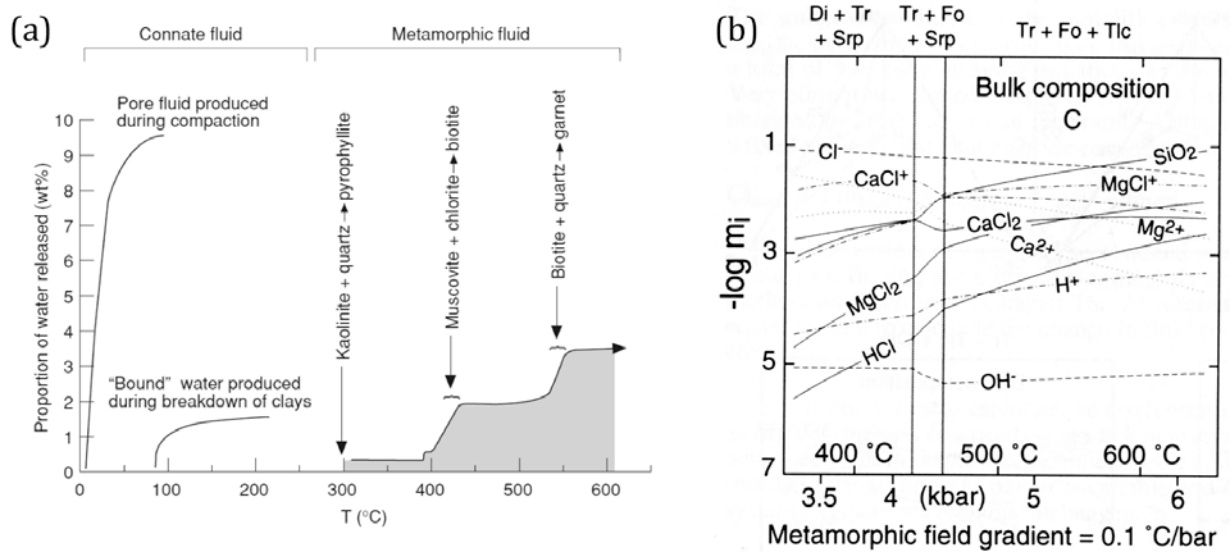 (a)
Connate fluid
Metamorphic fluid
Pore fluid produced
during compaction
"Bound" water produced
during breakdown of clays
Kaolinite + quartz → pyrophyllite
Muscovite + chlorite → biotite
Biotite + quartz → garnet
Proportion of water released (wt%)
10
9
8
7
6
5
4
3
2
1
0
0
50
100
200
300
400
500
600
T (°C)
(b)
Di + Tr
+ Srp
Tr + Fo
+ Srp
Tr + Fo + Tlc
Bulk composition
C
Cl⁻
SiO2
CaCl⁺
MgCl⁺
CaCl2
Mg2+
Ca2+
MgCl2
H⁺
HCl
OH⁻
-log mi
1
3
5
7
400 ˚C
500 ˚C
600 ˚C
3.5
4
(kbar)
5
6
Metamorphic field gradient = 0.1 ˚C/bar